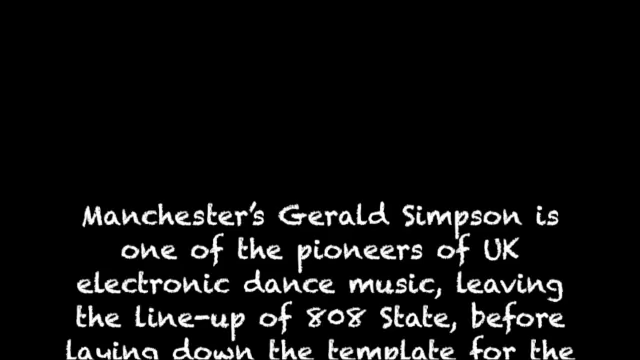 Manchester's Gerald Simpson is
one of the pioneers of UK
electronic dance music, leaving
the line-up of 808 State, before
laying down the template for the